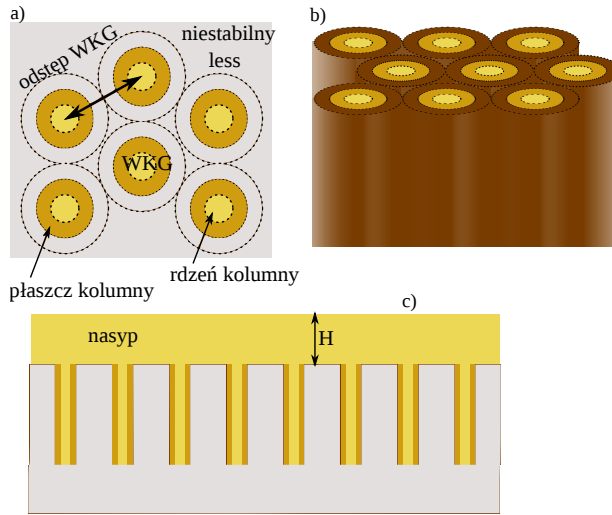 a)
odstęp WKG
niestabilny
less
WKG
płaszcz kolumny
rdzeń kolumny
b)
c)
nasyp
H